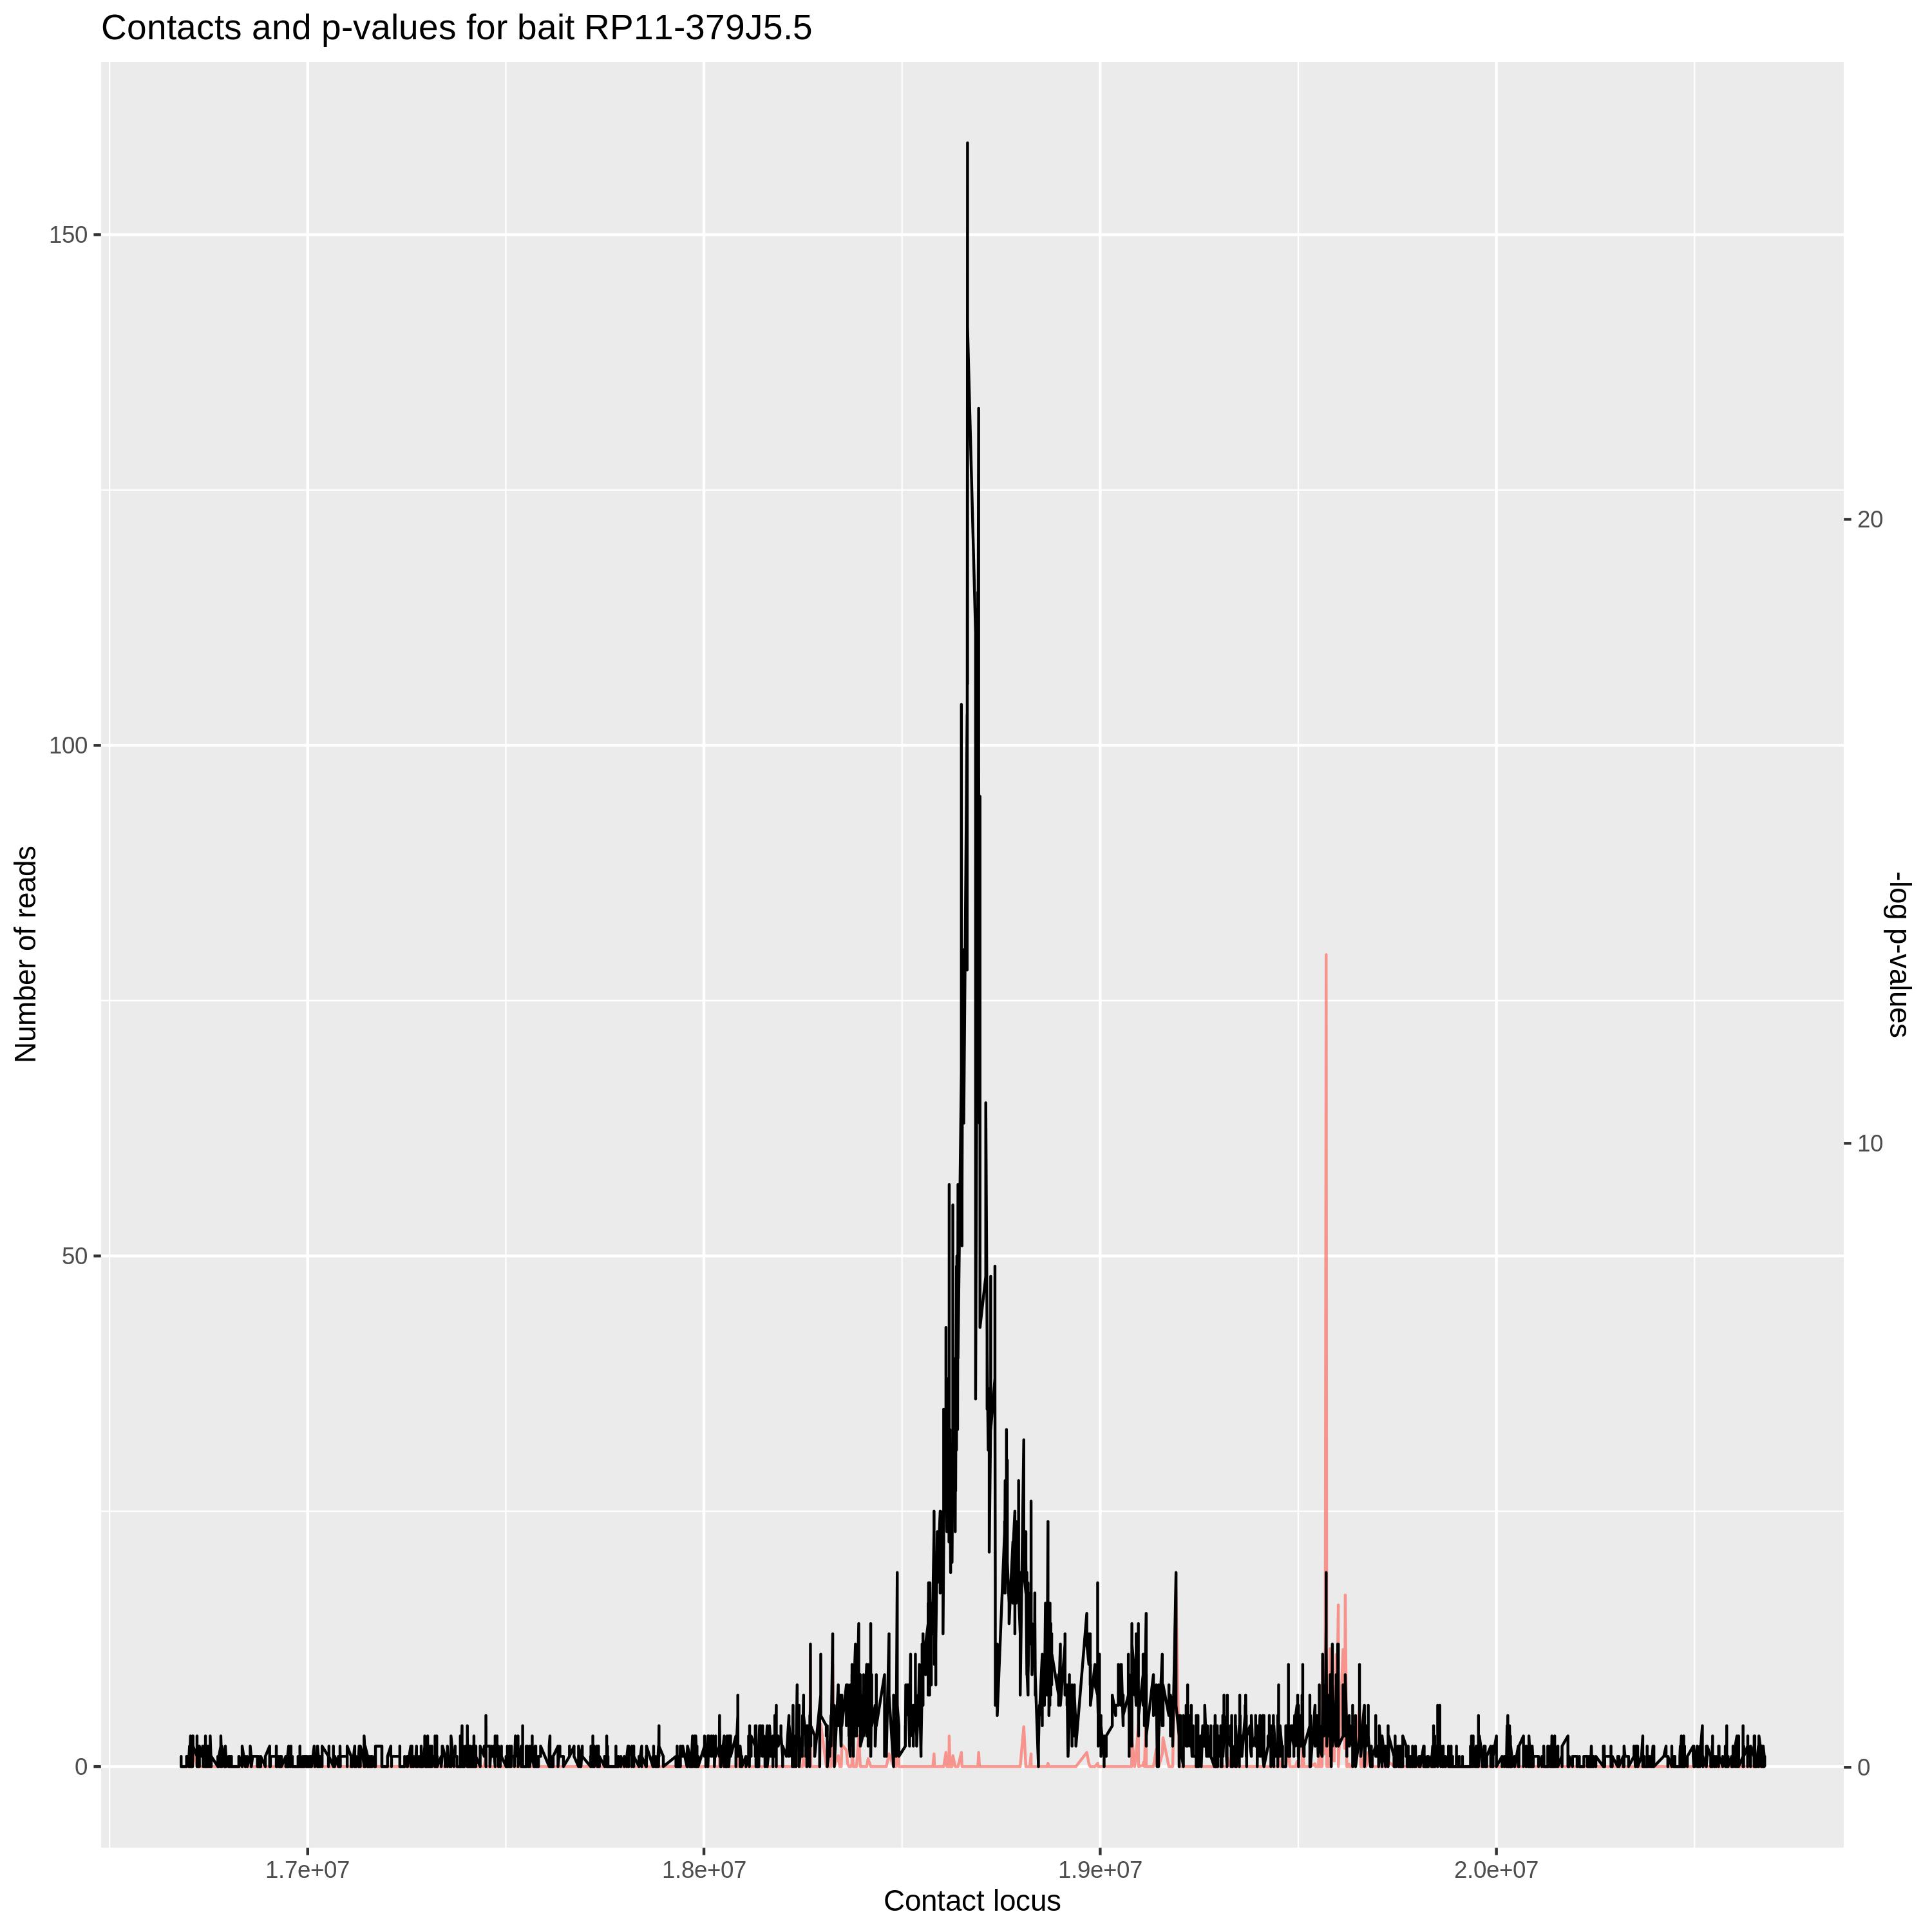 Contacts and p-values for bait RP11-379J5.5
150
100
50
0
Number of reads
20
10
0
-log p-values
1.7e+07
1.8e+07
1.9e+07
2.0e+07
Contact locus